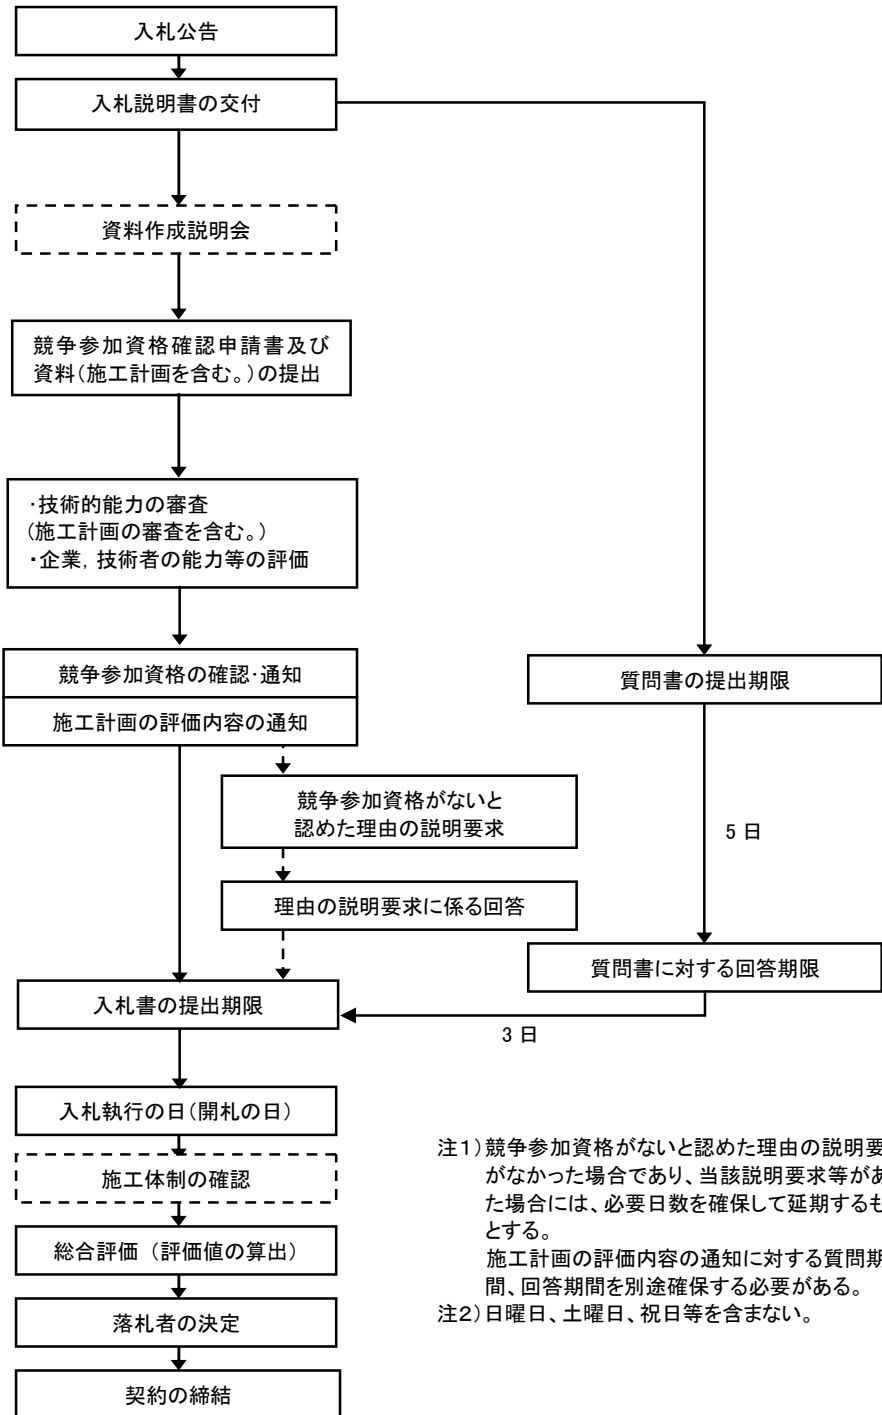 入札公告
入札説明書の交付
資料作成説明会
競争参加資格確認申請書及び
資料(施工計画を含む。)の提出
・技術的能力の審査
(施工計画の審査を含む。)
・企業,技術者の能力等の評価
競争参加資格の確認・通知
施工計画の評価内容の通知
競争参加資格がないと
認めた理由の説明要求
理由の説明要求に係る回答
質問書の提出期限
5 日
質問書に対する回答期限
3 日
入札書の提出期限
入札執行の日(開札の日)
施工体制の確認
総合評価 (評価値の算出)
落札者の決定
契約の締結
注1)競争参加資格がないと認めた理由の説明要
がなかった場合であり、当該説明要求等があ
た場合には、必要日数を確保して延期するも
とする。
施工計画の評価内容の通知に対する質問期
間、回答期間を別途確保する必要がある。
注2)日曜日、土曜日、祝日等を含まない。